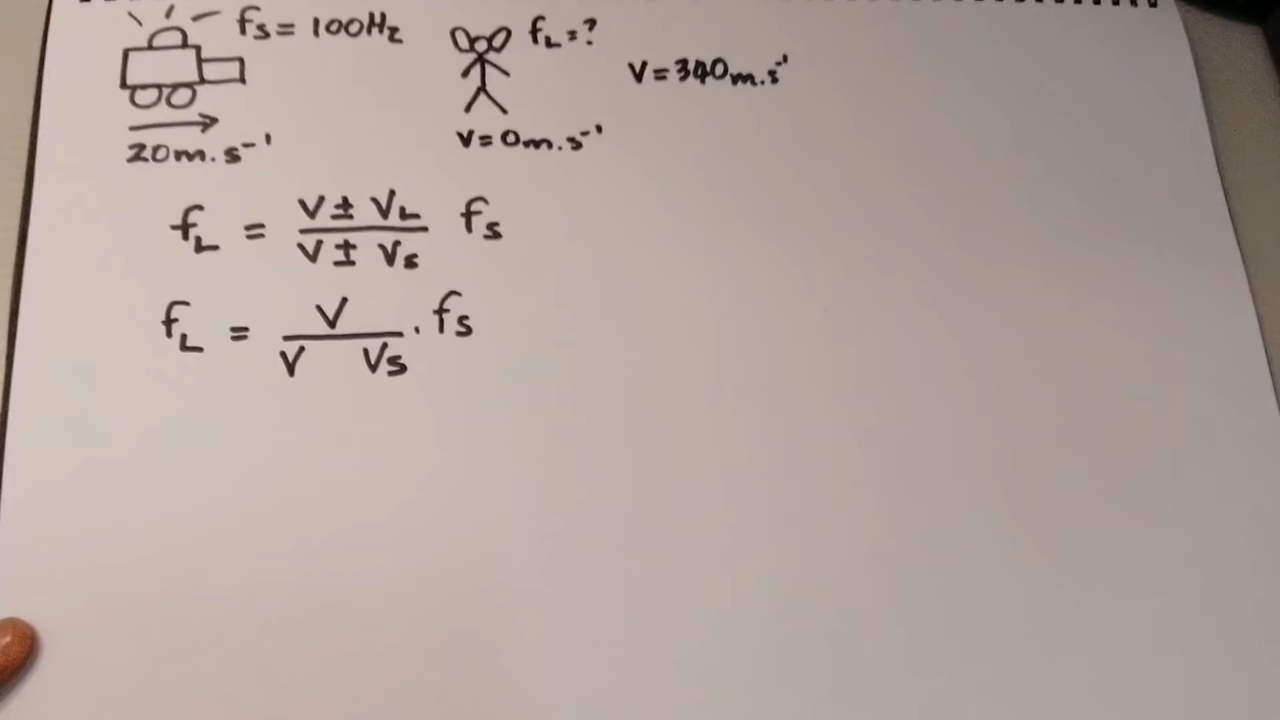 fs = 100Hz
fL = ?
V = 340m.s⁻¹
20m.s⁻¹
V = 0m.s⁻¹
fL = (V ± VL)/(V ± Vs) fs
fL = V/(V Vs) . fs